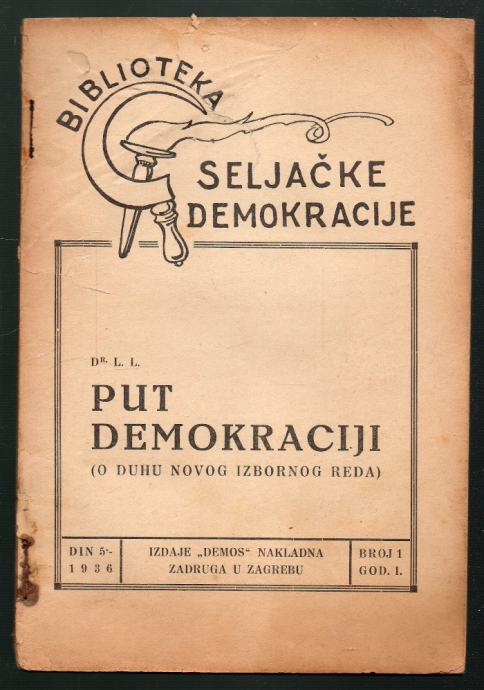 BIBLIOTEKA
SELJAČKE
DEMOKRACIJE
DR. L. L.
PUT
DEMOKRACIJI
(O DUHU NOVOG IZBORNOG REDA)
DIN 5·-
1936
IZDAJE „DEMOS“ NAKLADNA
ZADRUGA U ZAGREBU
BROJ 1
GOD. I.